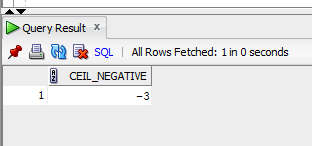 Query Result ×
SQL | All Rows Fetched: 1 in 0 seconds
CEIL_NEGATIVE
1 -3